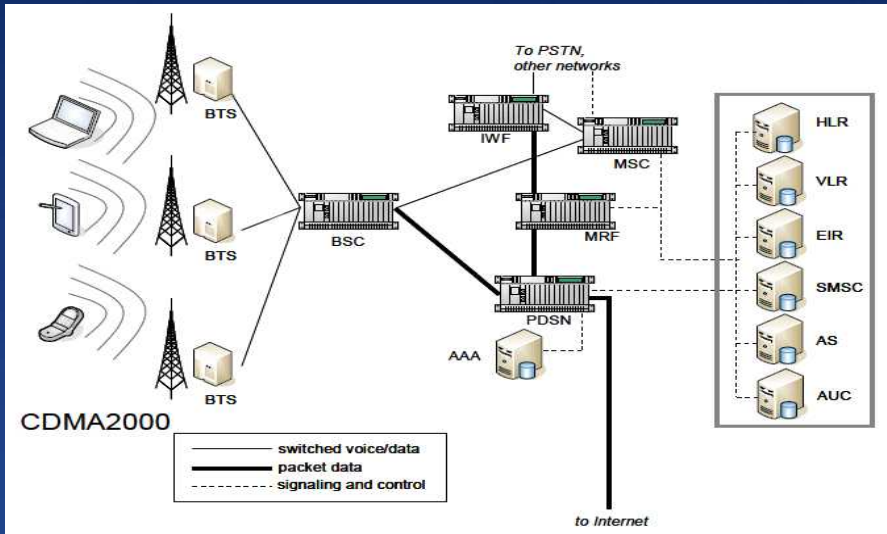 To PSTN,
other networks
BTS
IWF
MSC
HLR
VLR
BTS
BSC
MRF
EIR
SMSC
PDSN
AAA
AS
BTS
AUC
CDMA2000
switched voice/data
packet data
signaling and control
to Internet